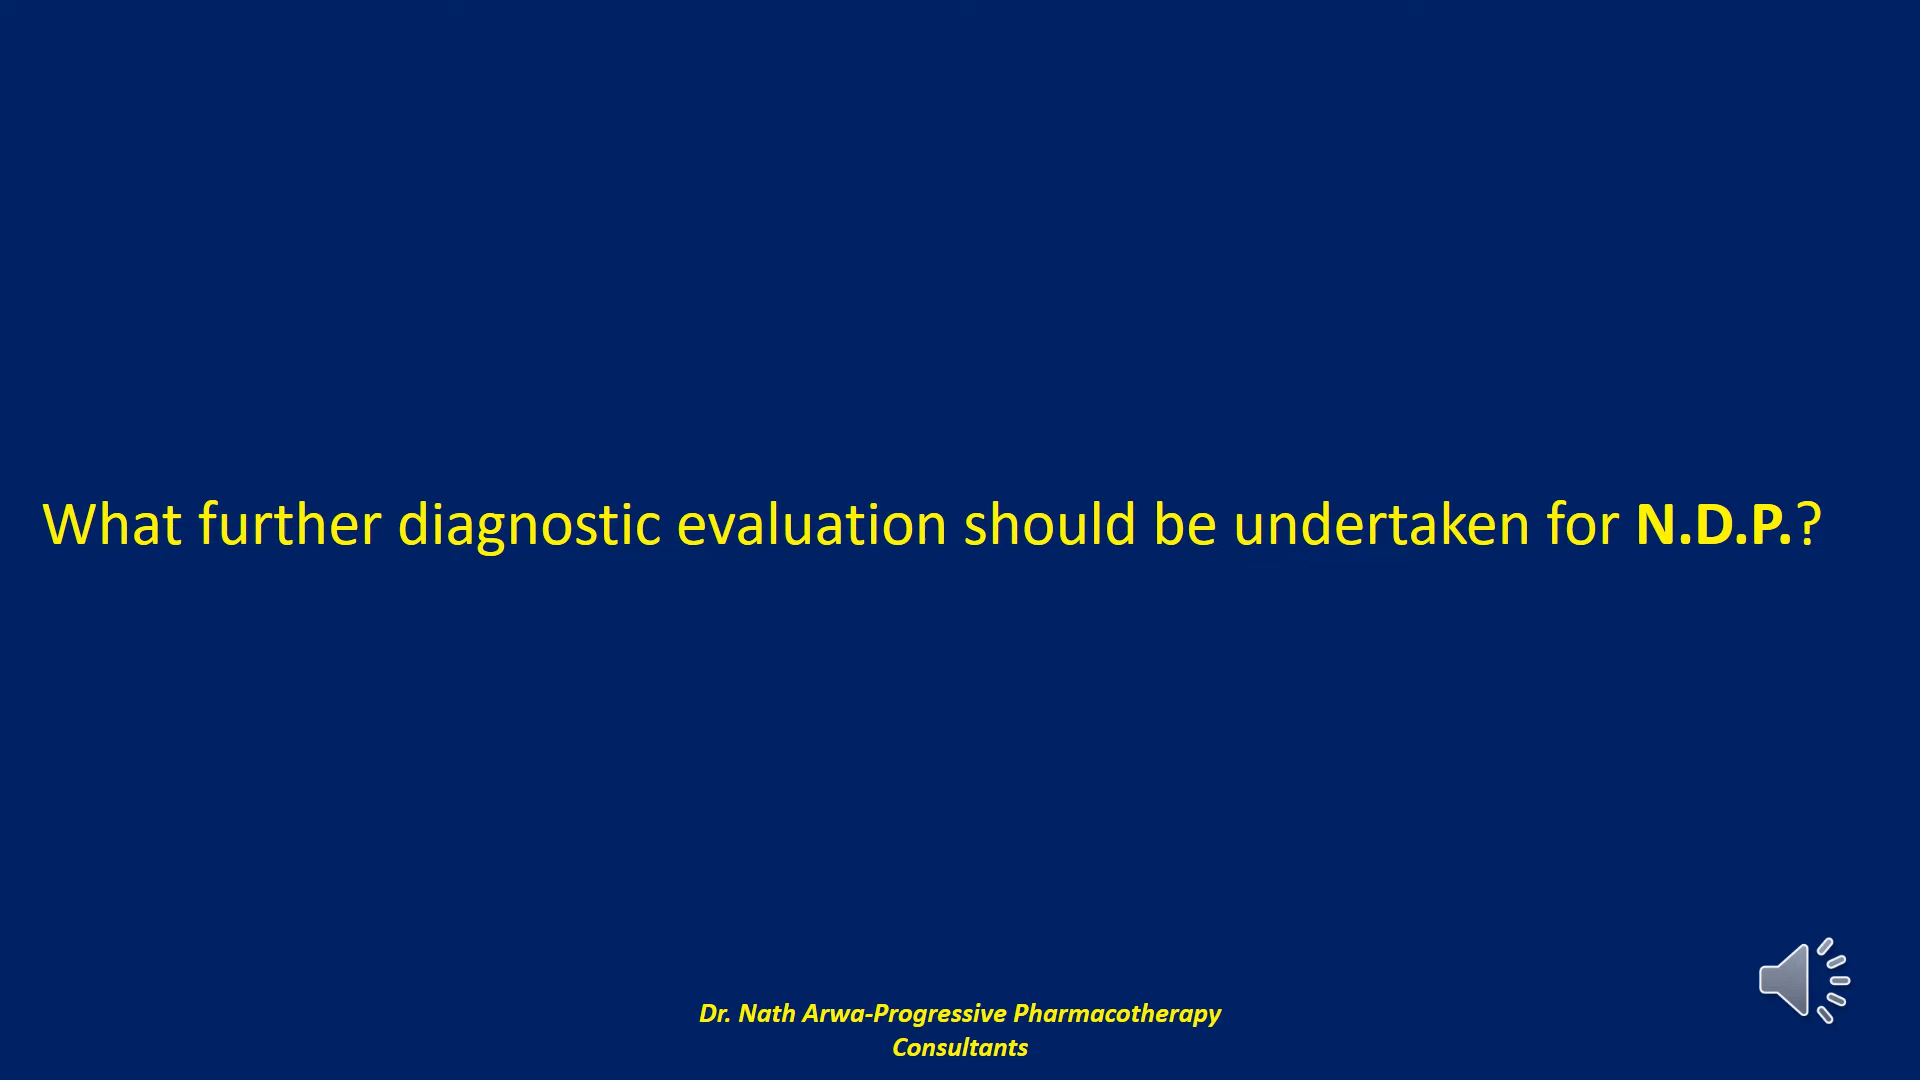 What further diagnostic evaluation should be undertaken for N.D.P.?
Dr. Nath Arwa-Progressive Pharmacotherapy
Consultants